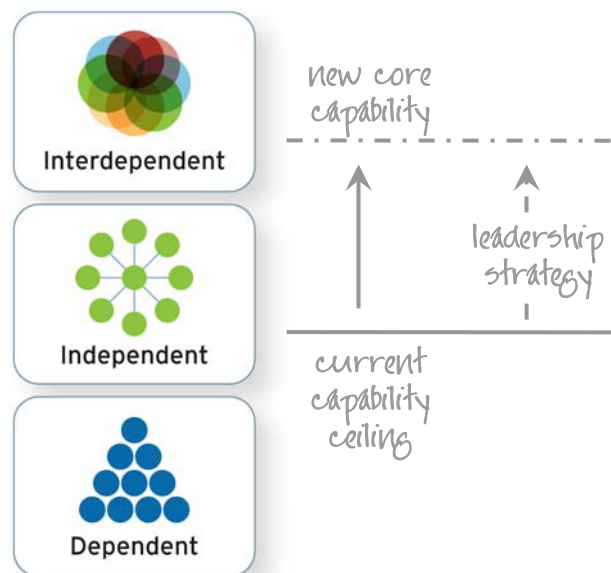 Interdependent
Independent
Dependent
new core
capability
leadership
strategy
current
capability
ceiling